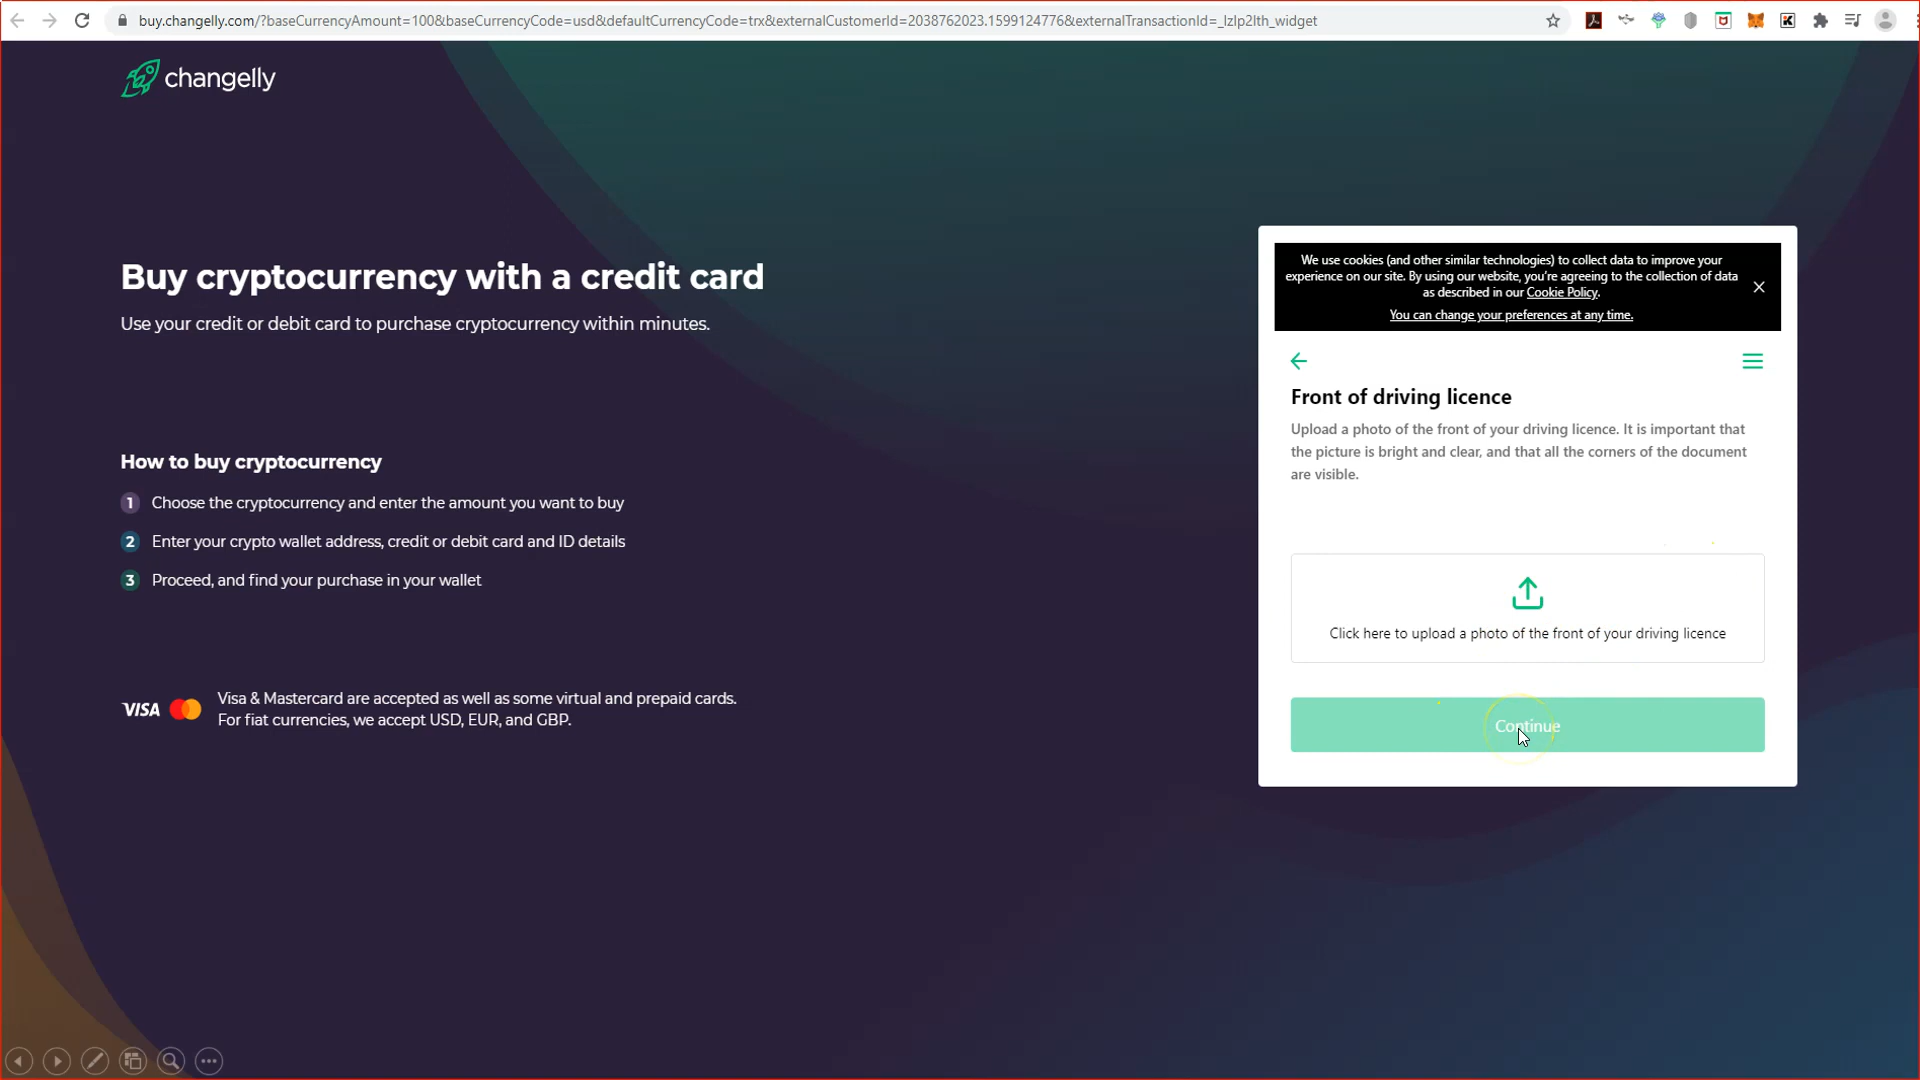 buy.changelly.com/?baseCurrencyAmount=100&baseCurrencyCode=usd&defaultCurrencyCode=trx&externalCustomerId=2038762023.1599124776&externalTransactionId=_lzlp2lth_widget
changelly
Buy cryptocurrency with a credit card
Use your credit or debit card to purchase cryptocurrency within minutes.
How to buy cryptocurrency
1 Choose the cryptocurrency and enter the amount you want to buy
2 Enter your crypto wallet address, credit or debit card and ID details
3 Proceed, and find your purchase in your wallet
VISA
Visa & Mastercard are accepted as well as some virtual and prepaid cards.
For fiat currencies, we accept USD, EUR, and GBP.
We use cookies (and other similar technologies) to collect data to improve your
experience on our site. By using our website, you're agreeing to the collection of data
as described in our Cookie Policy.
You can change your preferences at any time.
Front of driving licence
Upload a photo of the front of your driving licence. It is important that
the picture is bright and clear, and that all the corners of the document
are visible.
Click here to upload a photo of the front of your driving licence
Continue